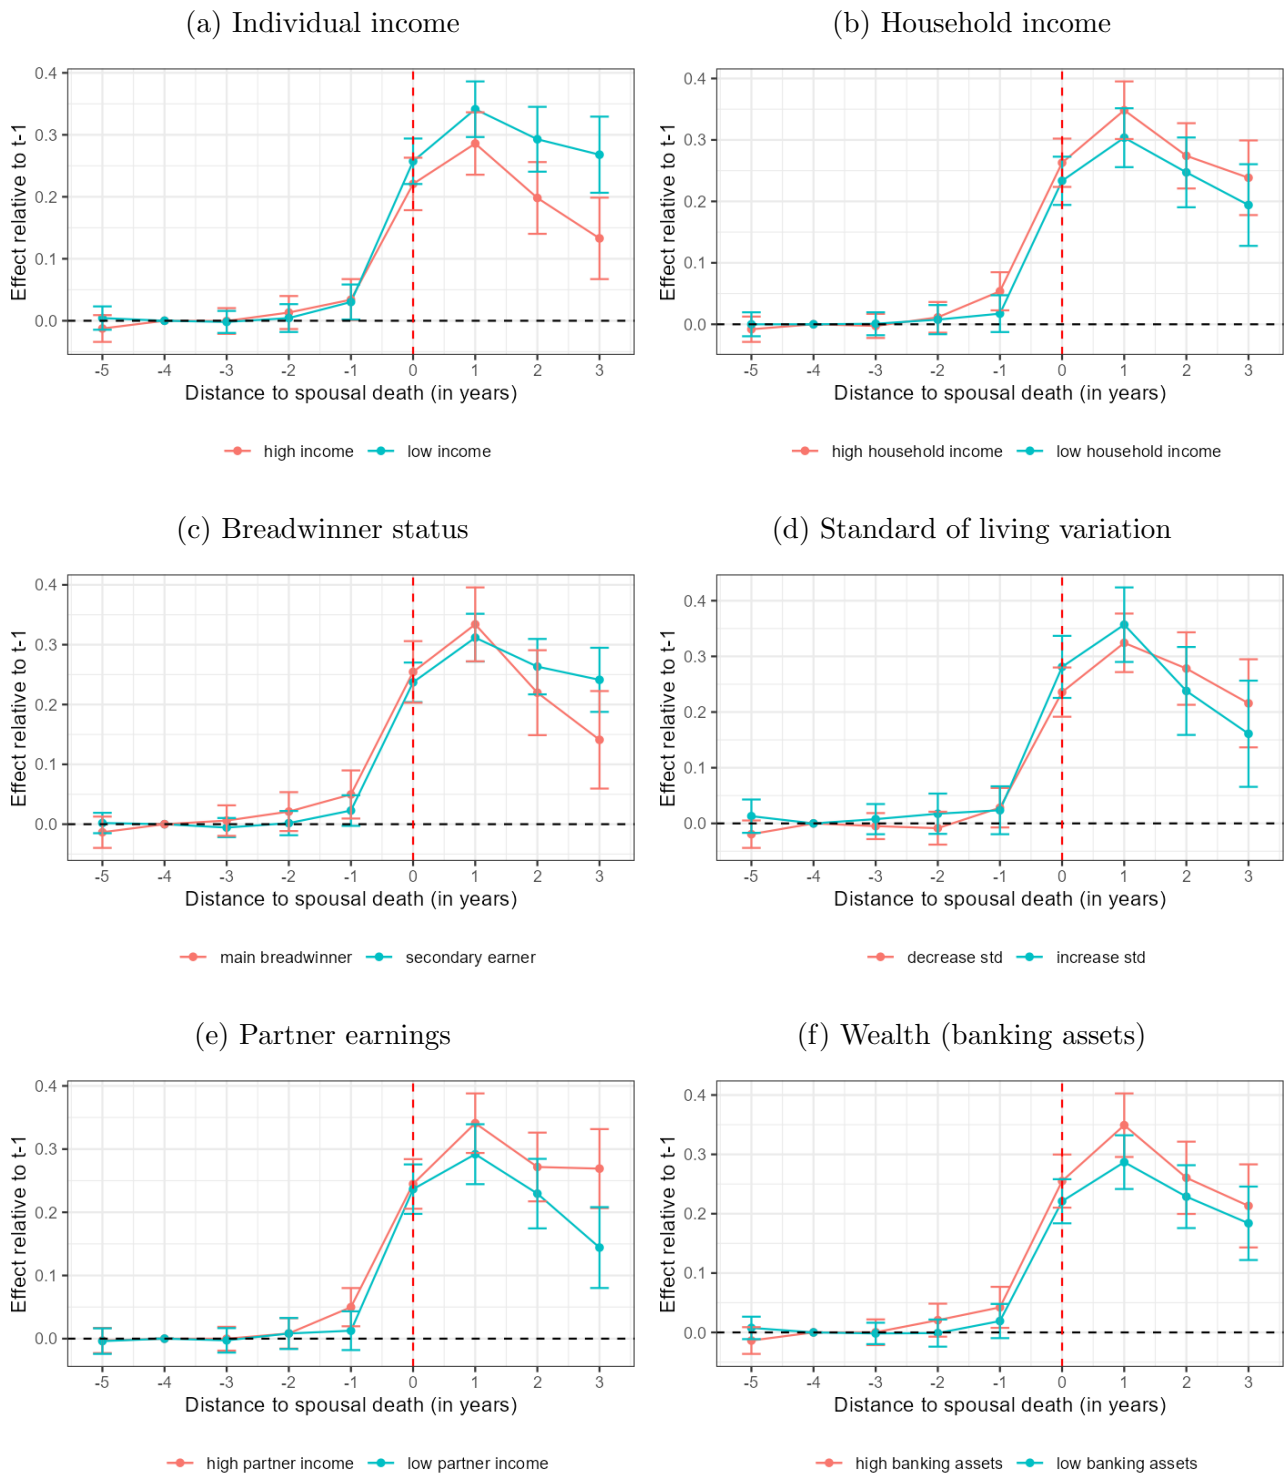 (a) Individual income
Effect relative to t-1
0.4
0.3
0.2
0.1
0.0
-5 -4 -3 -2 -1 0 1 2 3
Distance to spousal death (in years)
high income low income
(b) Household income
Effect relative to t-1
0.4
0.3
0.2
0.1
0.0
-5 -4 -3 -2 -1 0 1 2 3
Distance to spousal death (in years)
high household income low household income
(c) Breadwinner status
Effect relative to t-1
0.4
0.3
0.2
0.1
0.0
-5 -4 -3 -2 -1 0 1 2 3
Distance to spousal death (in years)
main breadwinner secondary earner
(d) Standard of living variation
Effect relative to t-1
0.4
0.3
0.2
0.1
0.0
-5 -4 -3 -2 -1 0 1 2 3
Distance to spousal death (in years)
decrease std increase std
(e) Partner earnings
Effect relative to t-1
0.4
0.3
0.2
0.1
0.0
-5 -4 -3 -2 -1 0 1 2 3
Distance to spousal death (in years)
high partner income low partner income
(f) Wealth (banking assets)
Effect relative to t-1
0.4
0.3
0.2
0.1
0.0
-5 -4 -3 -2 -1 0 1 2 3
Distance to spousal death (in years)
high banking assets low banking assets